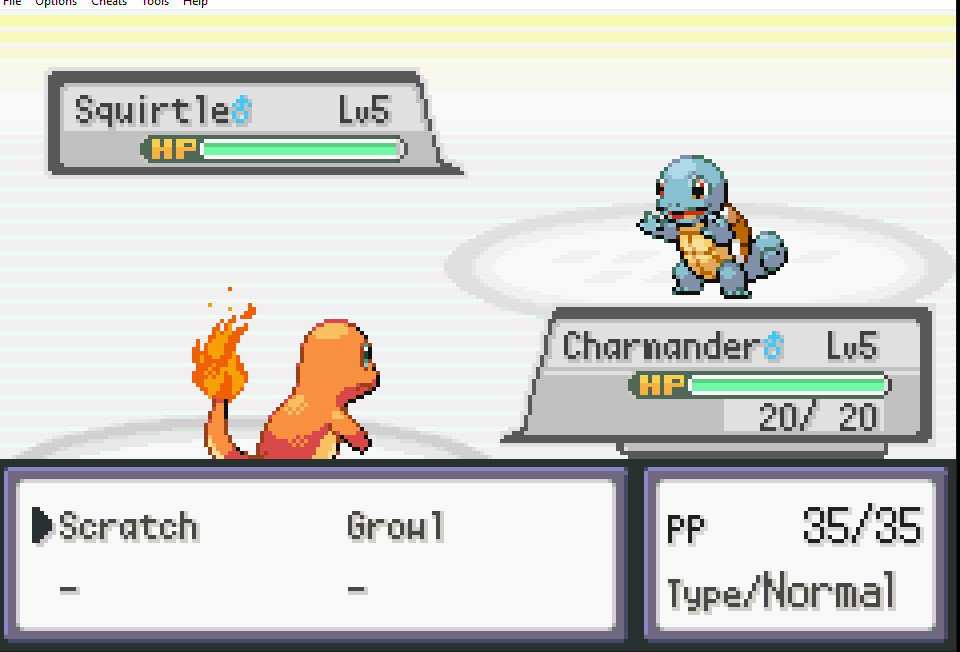 File Options Cheats Tools Help
Squirtle♂ Lv5
HP
Charmander♂ Lv5
HP
20/ 20
Scratch Growl
- -
PP 35/35
Type/Normal